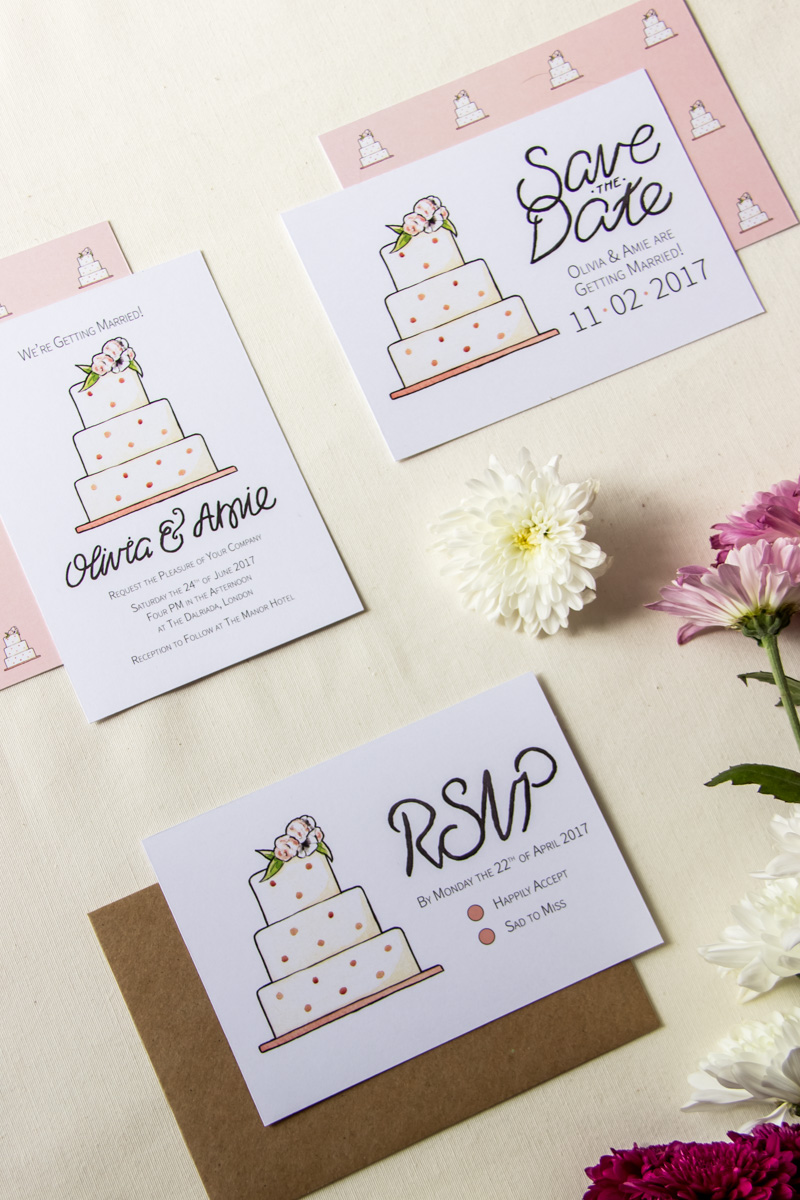 Save
·THE·
Date
Olivia & Amie are
Getting Married!
11·02·2017
We're Getting Married!
Olivia & Amie
Request the Pleasure of Your Company
Saturday the 24th of June 2017
Four PM in the Afternoon
at The Dalriada, London
Reception to Follow at The Manor Hotel
RSVP
By Monday the 22nd of April 2017
Happily Accept
Sad to Miss